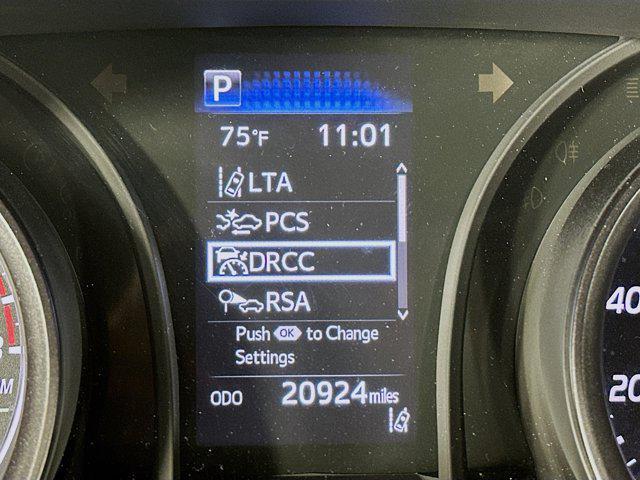 P
75°F 11:01
LTA
PCS
DRCC
RSA
Push OK to Change
Settings
ODO 20924 miles
40
20